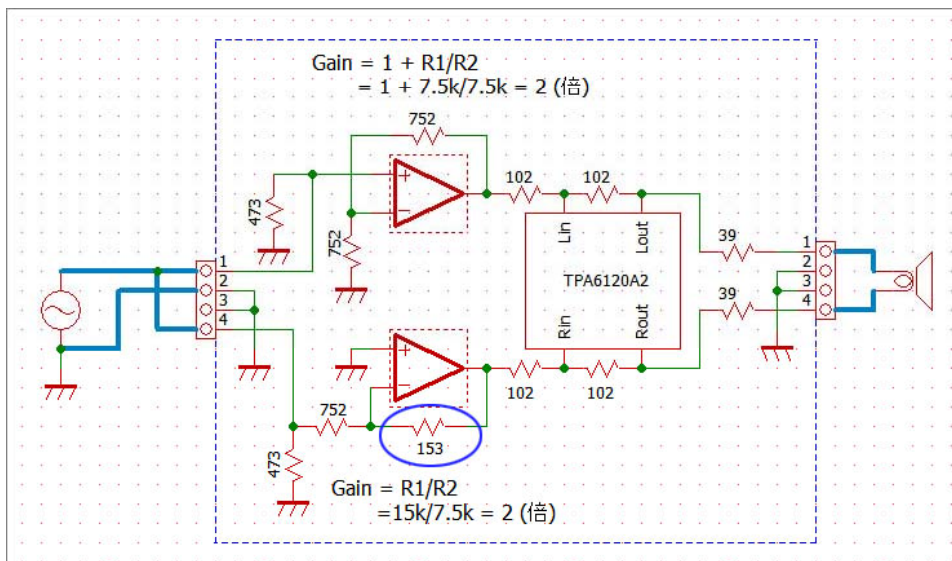 Gain = 1 + R1/R2
= 1 + 7.5k/7.5k = 2 (倍)
752
+
−
473
752
102
102
Lin
Lout
TPA6120A2
Rin
Rout
39
39
1
2
3
4
1
2
3
4
+
−
752
473
153
102
102
Gain = R1/R2
=15k/7.5k = 2 (倍)